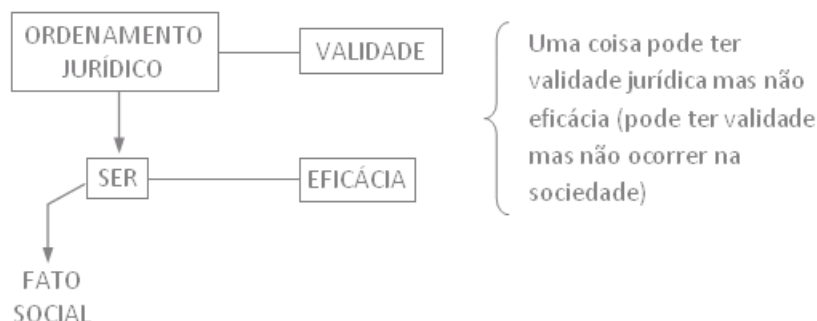 ORDENAMENTO
JURÍDICO
VALIDADE
SER
EFICÁCIA
FATO
SOCIAL
Uma coisa pode ter
validade jurídica mas não
eficácia (pode ter validade
mas não ocorrer na
sociedade)